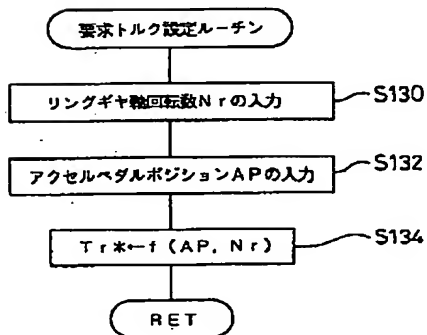 要求トルク設定ルーチン
リングギヤ軸回転数Nrの入力
S130
アクセルペダルポジションAPの入力
S132
Tr*←f(AP,Nr)
S134
RET